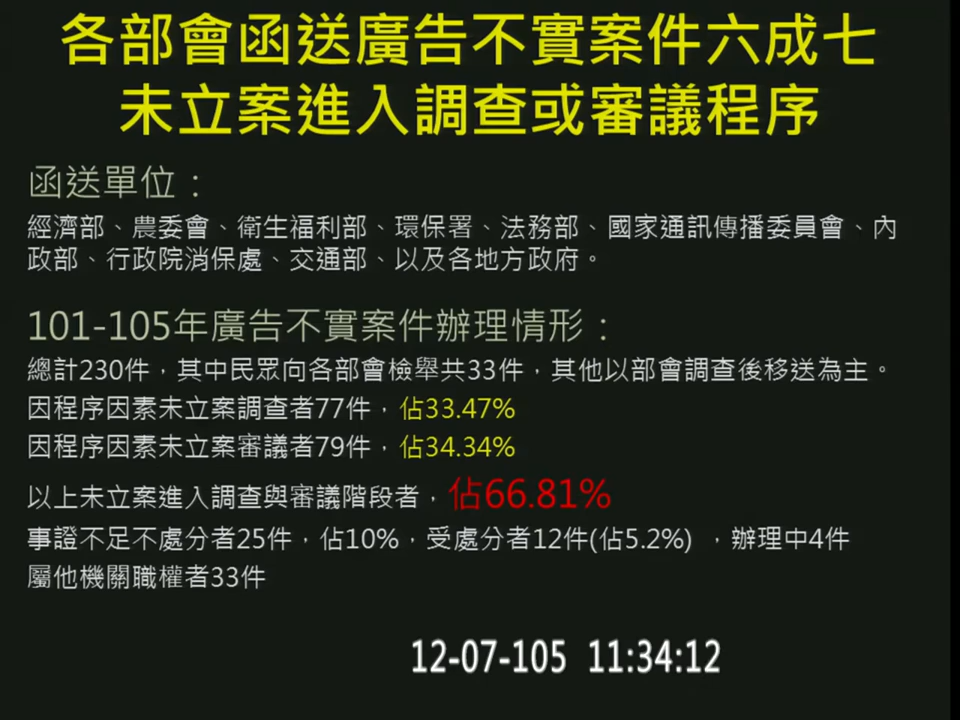 各部會函送廣告不實案件六成七
未立案進入調查或審議程序
函送單位：
經濟部、農委會、衛生福利部、環保署、法務部、國家通訊傳播委員會、內
政部、行政院消保處、交通部、以及各地方政府。
101-105年廣告不實案件辦理情形：
總計230件，其中民眾向各部會檢舉共33件，其他以部會調查後移送為主。
因程序因素未立案調查者77件，佔33.47%
因程序因素未立案審議者79件，佔34.34%
以上未立案進入調查與審議階段者，佔66.81%
事證不足不處分者25件，佔10%，受處分者12件(佔5.2%) ，辦理中4件
屬他機關職權者33件
12-07-105 11:34:12